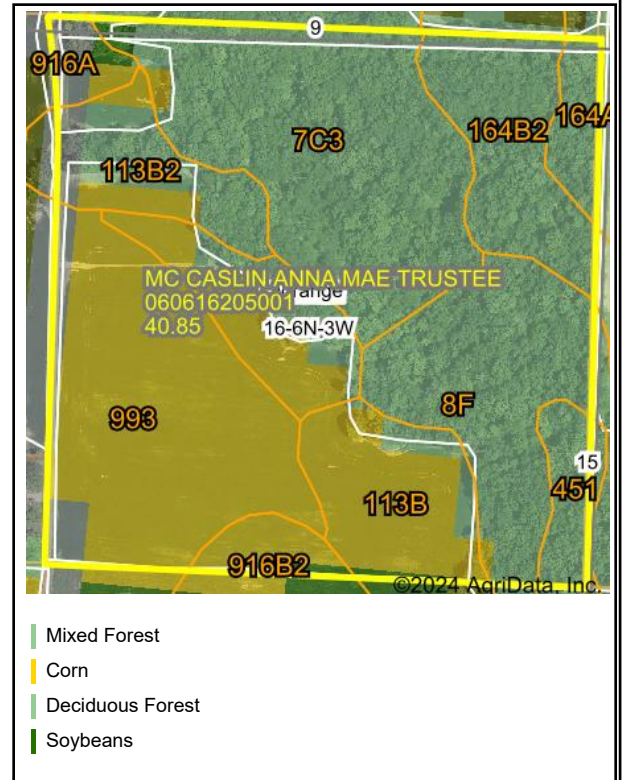 9
916A
7C3
164B2
164A
113B2
MC CASLIN ANNA MAE TRUSTEE
060616205001
range
40.85
16-6N-3W
993
8F
15
451
113B
916B2
©2024 AgriData, Inc.
Mixed Forest
Corn
Deciduous Forest
Soybeans